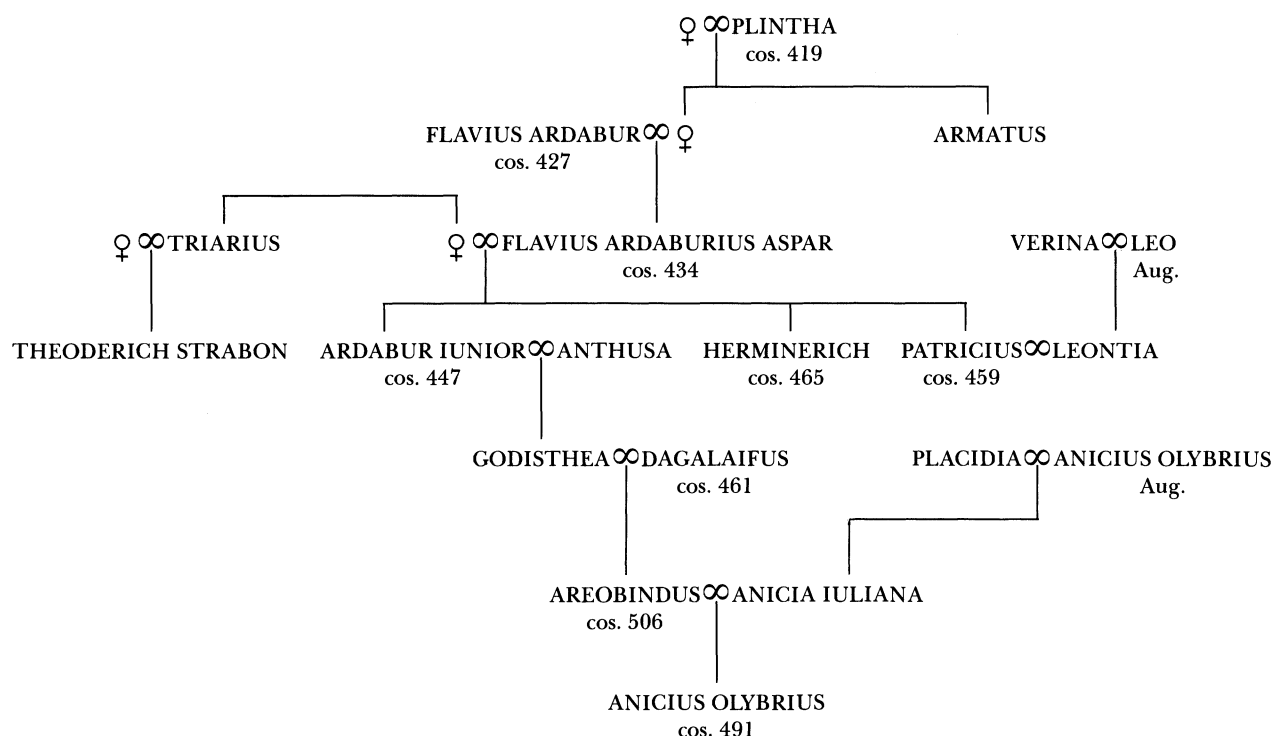 ♀ ∞ PLINTHA
cos. 419
FLAVIUS ARDABUR ∞ ♀ ARMATUS
cos. 427
♀ ∞ TRIARIUS ♀ ∞ FLAVIUS ARDABURIUS ASPAR VERINA ∞ LEO
cos. 434 Aug.
THEODERICH STRABON ARDABUR IUNIOR ∞ ANTHUSA HERMINERICH PATRICIUS ∞ LEONTIA
cos. 447 cos. 465 cos. 459
GODISTHEA ∞ DAGALAIFUS PLACIDIA ∞ ANICIUS OLYBRIUS
cos. 461 Aug.
AREOBINDUS ∞ ANICIA IULIANA
cos. 506
ANICIUS OLYBRIUS
cos. 491